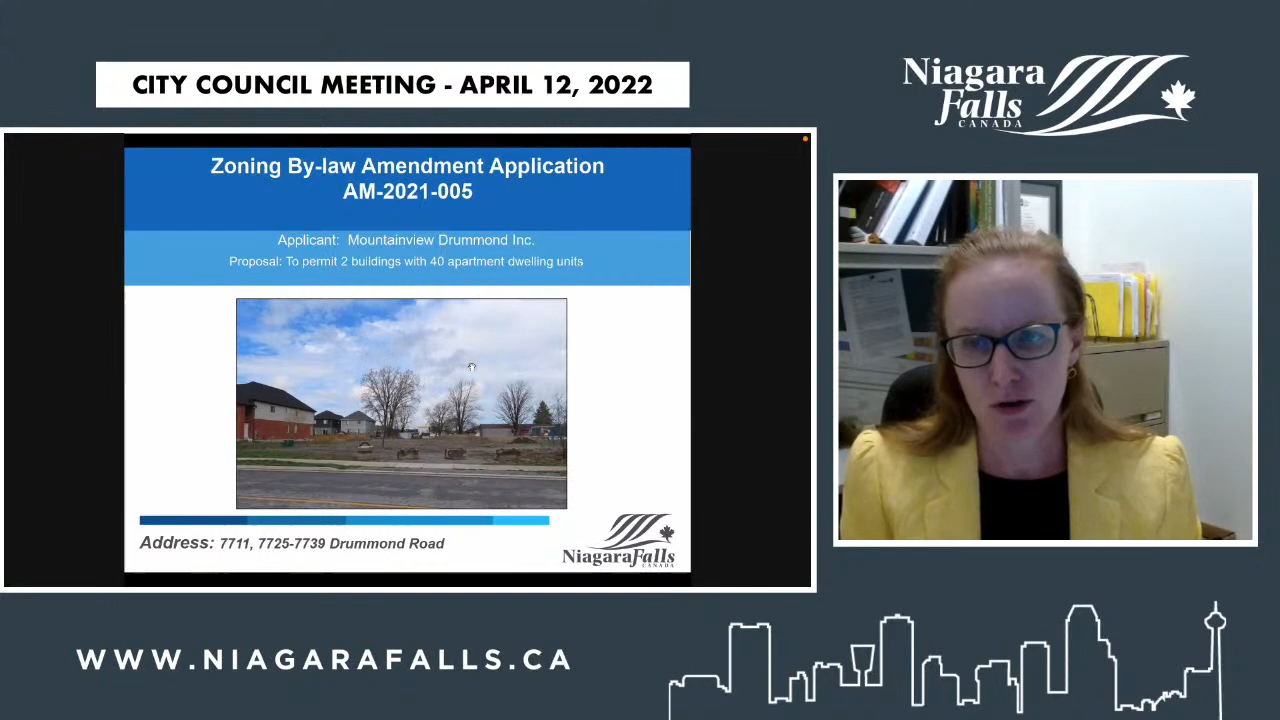 CITY COUNCIL MEETING - APRIL 12, 2022
Niagara
Falls
CANADA
Zoning By-law Amendment Application
AM-2021-005
Applicant: Mountainview Drummond Inc.
Proposal: To permit 2 buildings with 40 apartment dwelling units
Address: 7711, 7725-7739 Drummond Road
NiagaraFalls
CANADA
WWW.NIAGARAFALLS.CA